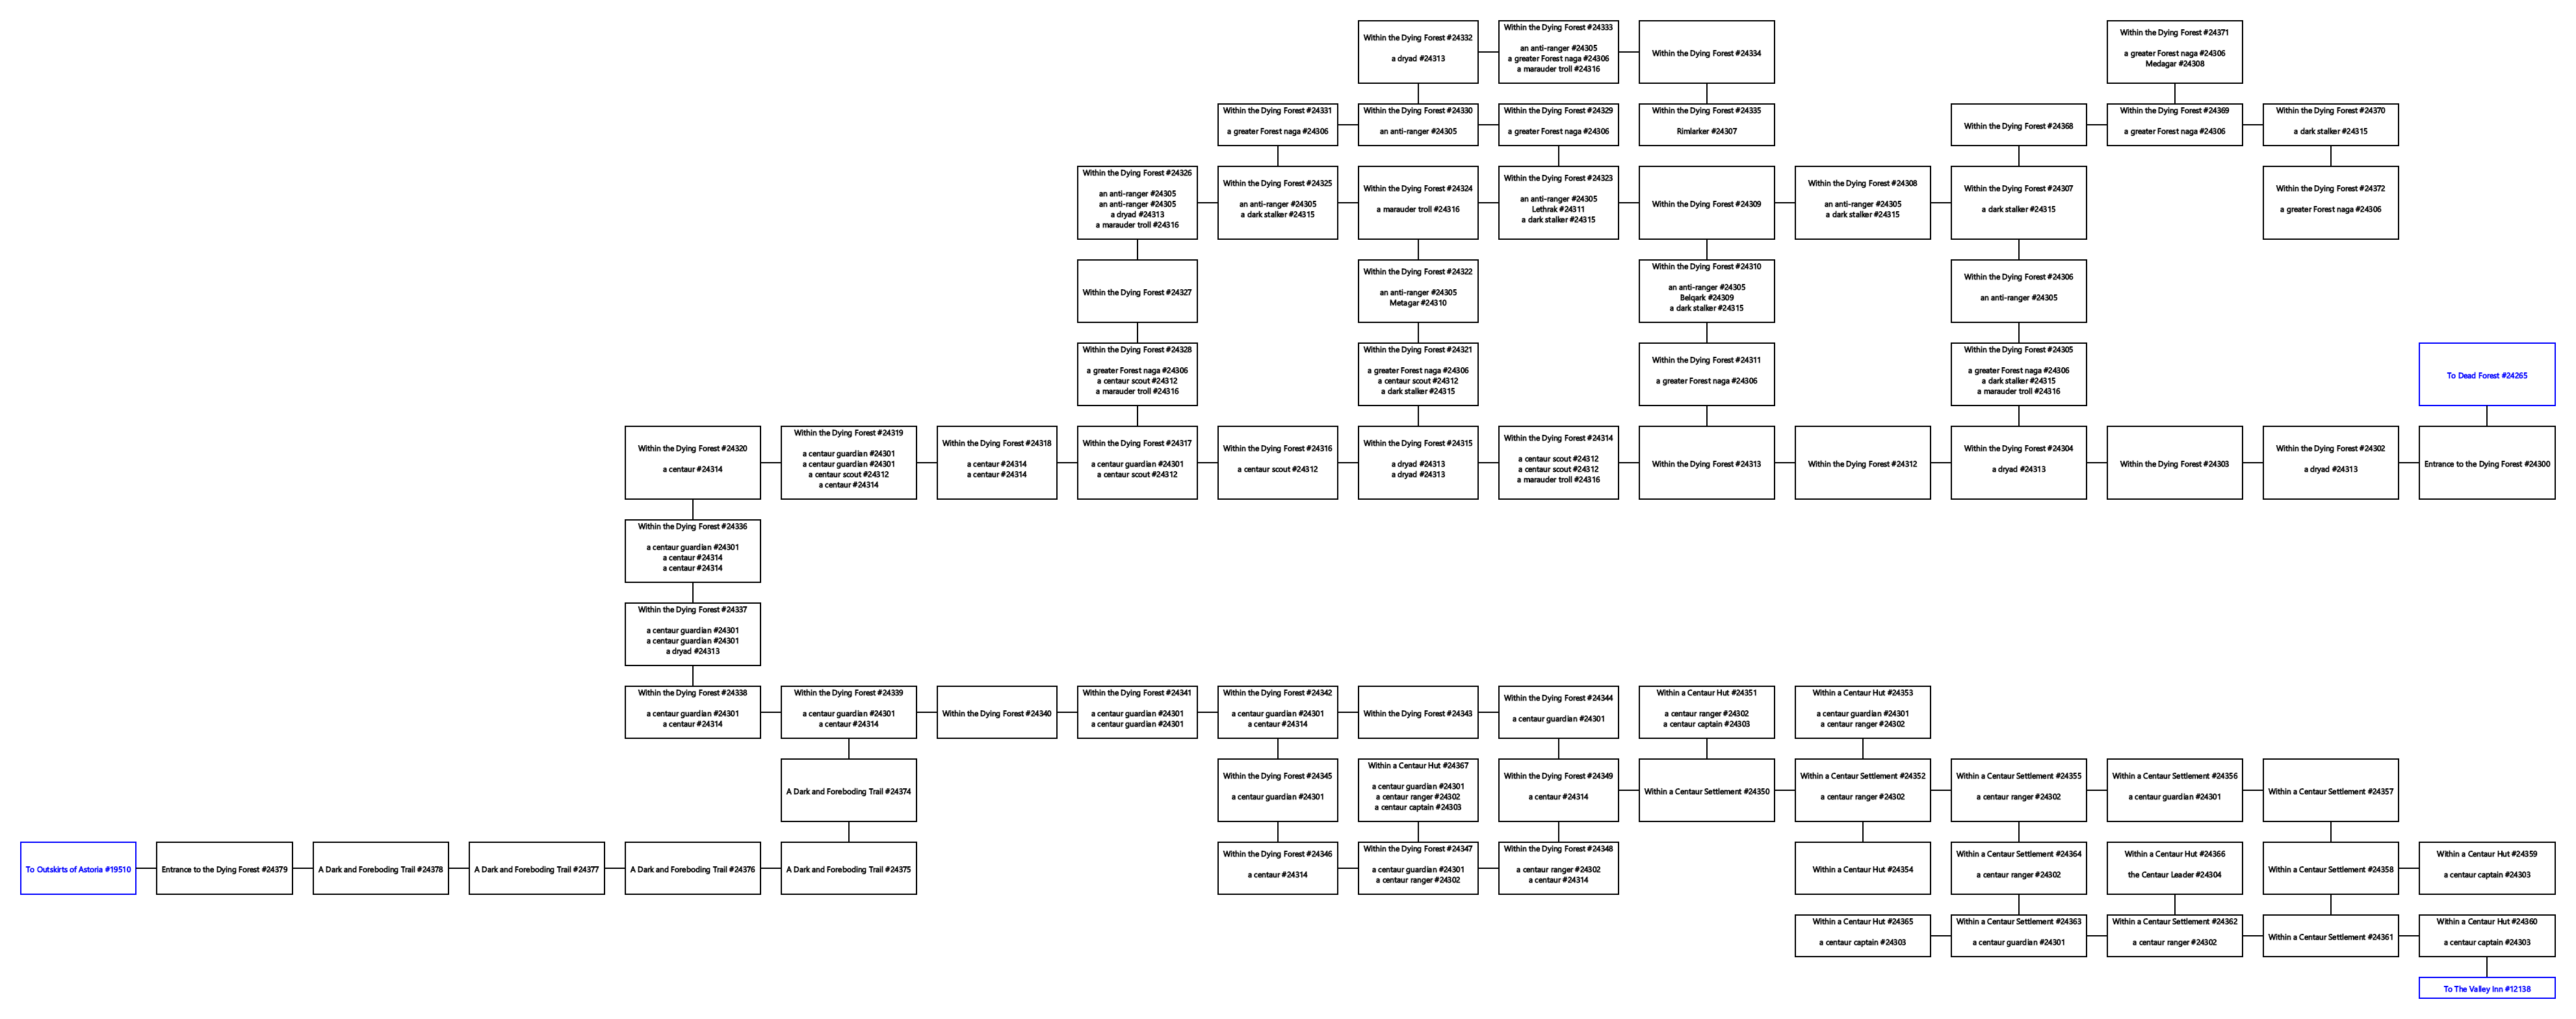 Within the Dying Forest #24332
a dryad #24313
Within the Dying Forest #24333
an anti-ranger #24305
a greater Forest naga #24306
a marauder troll #24316
Within the Dying Forest #24334
Within the Dying Forest #24371
a greater Forest naga #24306
Medagar #24308
Within the Dying Forest #24331
a greater Forest naga #24306
Within the Dying Forest #24330
an anti-ranger #24305
Within the Dying Forest #24329
a greater Forest naga #24306
Within the Dying Forest #24335
Rimlarker #24307
Within the Dying Forest #24368
Within the Dying Forest #24369
a greater Forest naga #24306
Within the Dying Forest #24370
a dark stalker #24315
Within the Dying Forest #24326
an anti-ranger #24305
an anti-ranger #24305
a dryad #24313
a marauder troll #24316
Within the Dying Forest #24325
an anti-ranger #24305
a dark stalker #24315
Within the Dying Forest #24324
a marauder troll #24316
Within the Dying Forest #24323
an anti-ranger #24305
Lethrak #24311
a dark stalker #24315
Within the Dying Forest #24309
Within the Dying Forest #24308
an anti-ranger #24305
a dark stalker #24315
Within the Dying Forest #24307
a dark stalker #24315
Within the Dying Forest #24372
a greater Forest naga #24306
Within the Dying Forest #24327
Within the Dying Forest #24322
an anti-ranger #24305
Metagar #24310
Within the Dying Forest #24310
an anti-ranger #24305
Belqark #24309
a dark stalker #24315
Within the Dying Forest #24306
an anti-ranger #24305
Within the Dying Forest #24328
a greater Forest naga #24306
a centaur scout #24312
a marauder troll #24316
Within the Dying Forest #24321
a greater Forest naga #24306
a centaur scout #24312
a dark stalker #24315
Within the Dying Forest #24311
a greater Forest naga #24306
Within the Dying Forest #24305
a greater Forest naga #24306
a dark stalker #24315
a marauder troll #24316
To Dead Forest #24265
Within the Dying Forest #24320
a centaur #24314
Within the Dying Forest #24319
a centaur guardian #24301
a centaur guardian #24301
a centaur scout #24312
a centaur #24314
Within the Dying Forest #24318
a centaur #24314
a centaur #24314
Within the Dying Forest #24317
a centaur guardian #24301
a centaur scout #24312
Within the Dying Forest #24316
a centaur scout #24312
Within the Dying Forest #24315
a dryad #24313
a dryad #24313
Within the Dying Forest #24314
a centaur scout #24312
a centaur scout #24312
a marauder troll #24316
Within the Dying Forest #24313
Within the Dying Forest #24312
Within the Dying Forest #24304
a dryad #24313
Within the Dying Forest #24303
Within the Dying Forest #24302
a dryad #24313
Entrance to the Dying Forest #24300
Within the Dying Forest #24336
a centaur guardian #24301
a centaur #24314
a centaur #24314
Within the Dying Forest #24337
a centaur guardian #24301
a centaur guardian #24301
a dryad #24313
Within the Dying Forest #24338
a centaur guardian #24301
a centaur #24314
Within the Dying Forest #24339
a centaur guardian #24301
a centaur #24314
Within the Dying Forest #24340
Within the Dying Forest #24341
a centaur guardian #24301
a centaur guardian #24301
Within the Dying Forest #24342
a centaur guardian #24301
a centaur #24314
Within the Dying Forest #24343
Within the Dying Forest #24344
a centaur guardian #24301
Within a Centaur Hut #24351
a centaur ranger #24302
a centaur captain #24303
Within a Centaur Hut #24353
a centaur guardian #24301
a centaur ranger #24302
A Dark and Foreboding Trail #24374
Within the Dying Forest #24345
a centaur guardian #24301
Within a Centaur Hut #24367
a centaur guardian #24301
a centaur ranger #24302
a centaur captain #24303
Within the Dying Forest #24349
a centaur #24314
Within a Centaur Settlement #24350
Within a Centaur Settlement #24352
a centaur ranger #24302
Within a Centaur Settlement #24355
a centaur ranger #24302
Within a Centaur Settlement #24356
a centaur guardian #24301
Within a Centaur Settlement #24357
To Outskirts of Astoria #19510
Entrance to the Dying Forest #24379
A Dark and Foreboding Trail #24378
A Dark and Foreboding Trail #24377
A Dark and Foreboding Trail #24376
A Dark and Foreboding Trail #24375
Within the Dying Forest #24346
a centaur #24314
Within the Dying Forest #24347
a centaur guardian #24301
a centaur ranger #24302
Within the Dying Forest #24348
a centaur ranger #24302
a centaur #24314
Within a Centaur Hut #24354
Within a Centaur Settlement #24364
a centaur ranger #24302
Within a Centaur Hut #24366
the Centaur Leader #24304
Within a Centaur Settlement #24358
Within a Centaur Hut #24359
a centaur captain #24303
Within a Centaur Hut #24365
a centaur captain #24303
Within a Centaur Settlement #24363
a centaur guardian #24301
Within a Centaur Settlement #24362
a centaur ranger #24302
Within a Centaur Settlement #24361
Within a Centaur Hut #24360
a centaur captain #24303
To The Valley Inn #12138